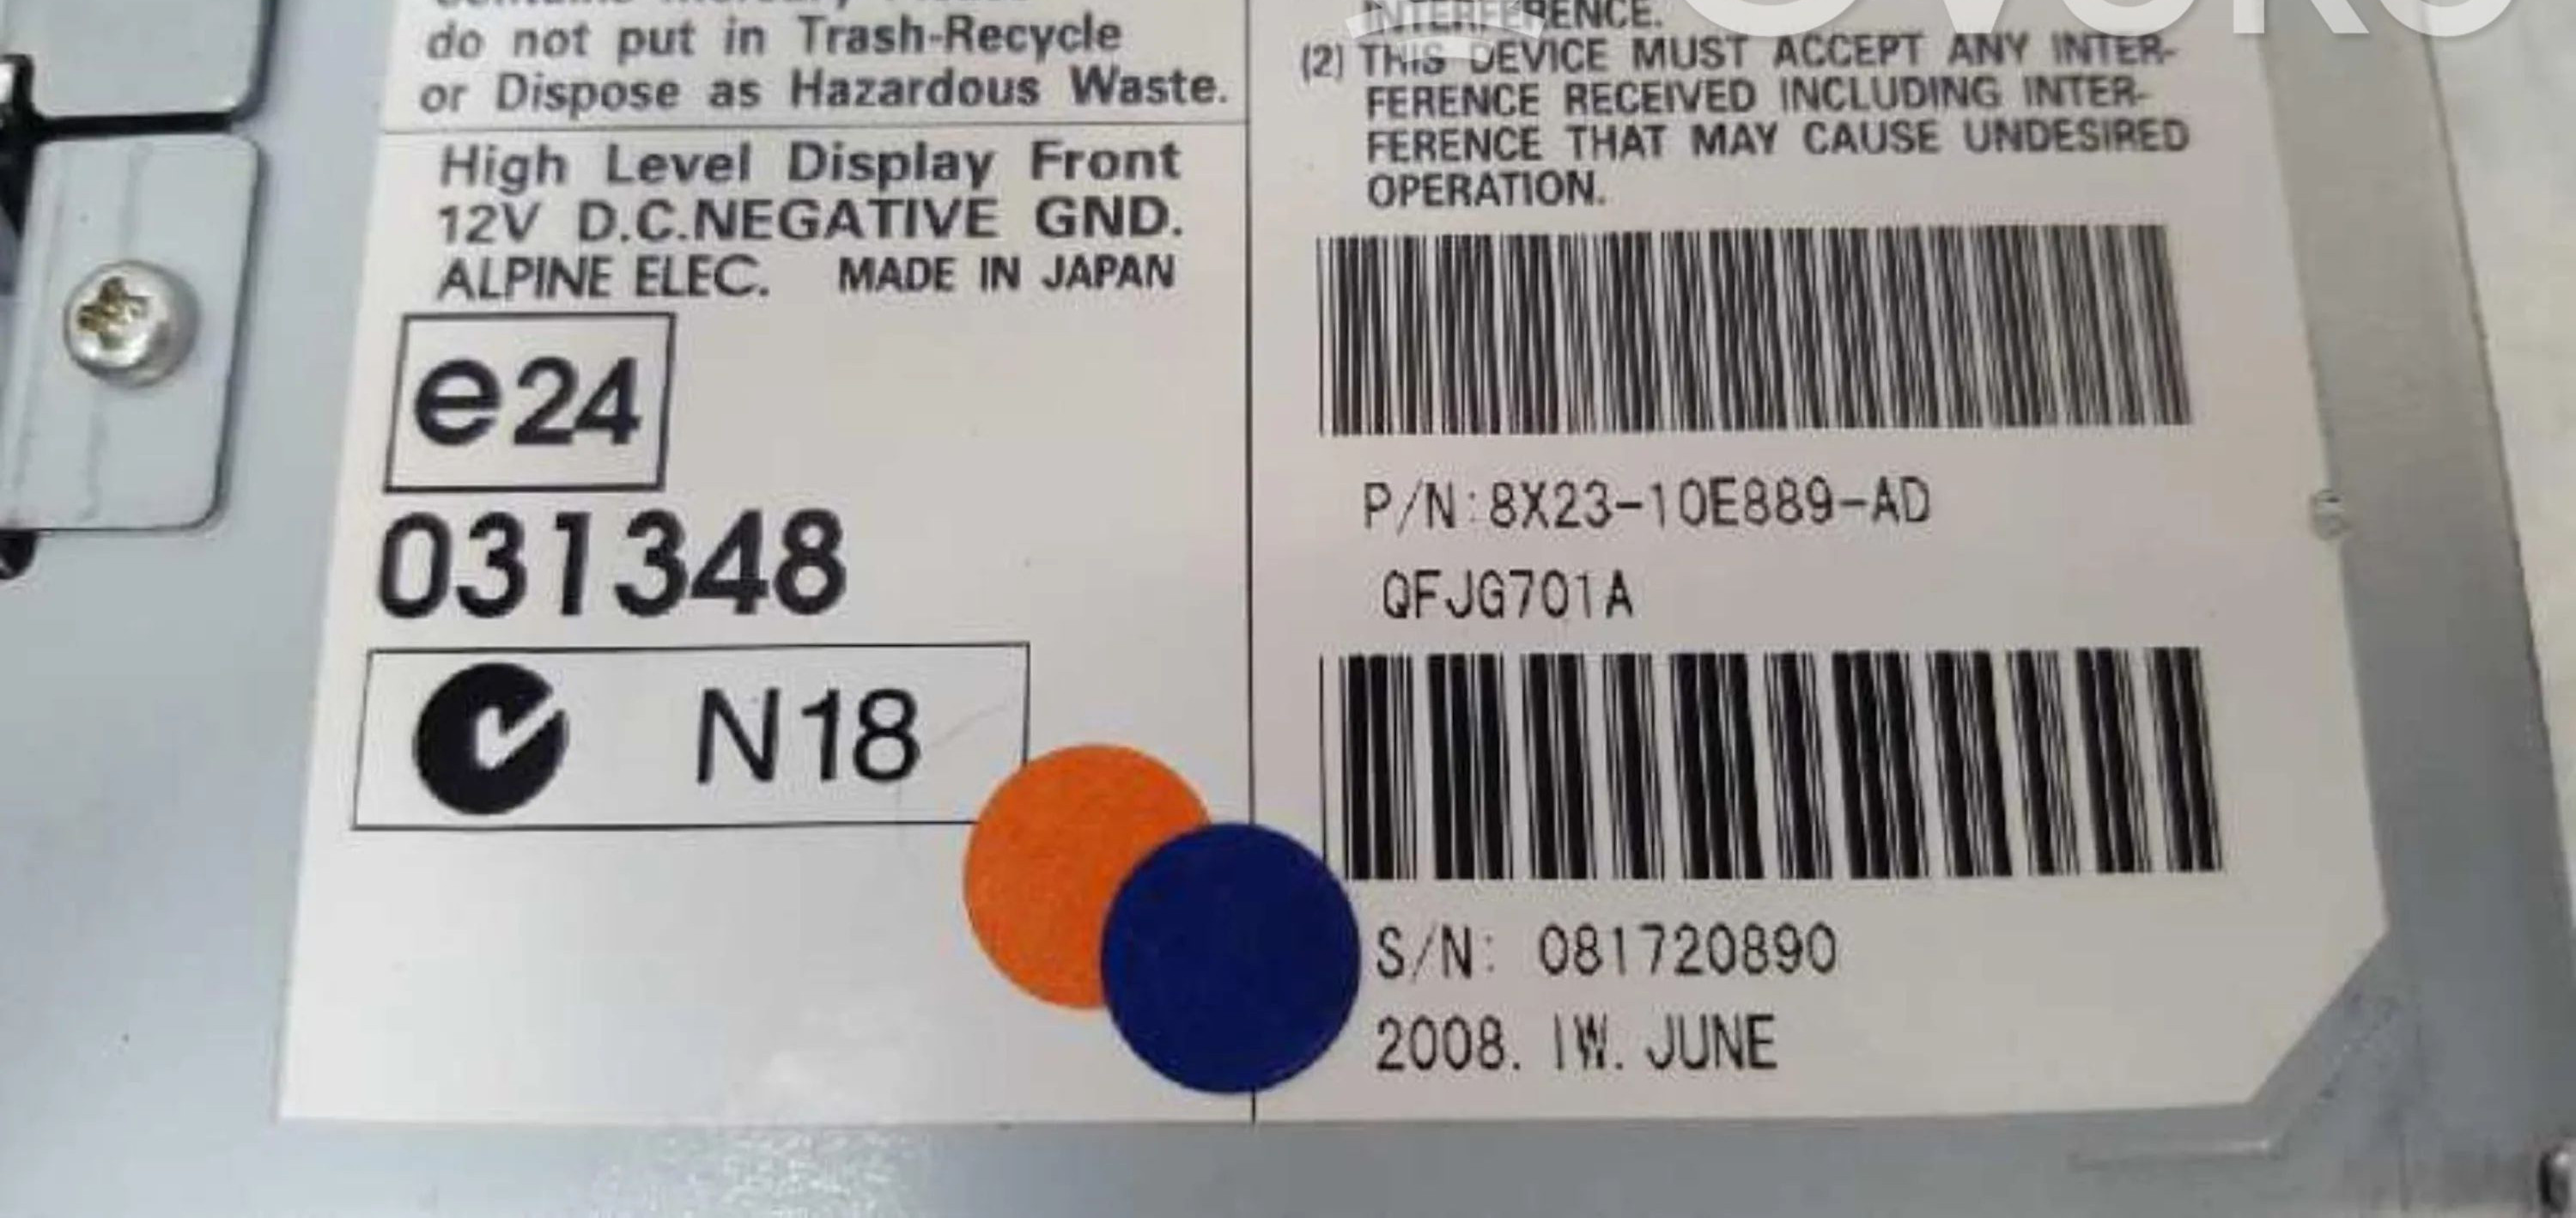 do not put in Trash-Recycle
or Dispose as Hazardous Waste.
High Level Display Front
12V D.C.NEGATIVE GND.
ALPINE ELEC. MADE IN JAPAN
e24
031348
N18
INTERFERENCE.
(2) THIS DEVICE MUST ACCEPT ANY INTER-
FERENCE RECEIVED INCLUDING INTER-
FERENCE THAT MAY CAUSE UNDESIRED
OPERATION.
P/N:8X23-10E889-AD
QFJG701A
S/N: 081720890
2008. 1W. JUNE